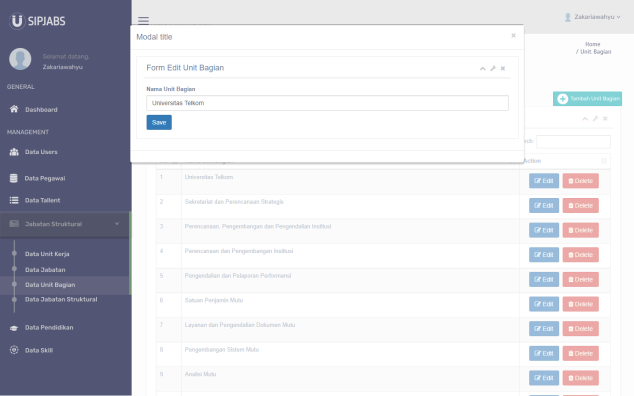 SIPJABS
Zakariawahyu
Selamat datang,
Zakariawahyu
Home
/ Unit Bagian
GENERAL
Dashboard
MANAGEMENT
Data Users
Data Pegawai
Data Tallent
Jabatan Struktural
Data Unit Kerja
Data Jabatan
Data Unit Bagian
Data Jabatan Struktural
Data Pendidikan
Data Skill
Modal title
Form Edit Unit Bagian
Nama Unit Bagian
Universitas Telkom
Save
Unit Bagian
Action
1 Universitas Telkom Edit Delete
2 Sekretariat dan Perencanaan Strategis Edit Delete
3 Perencanaan, Pengembangan dan Pengendalian Institusi Edit Delete
4 Perencanaan dan Pengembangan Institusi Edit Delete
5 Pengendalian dan Pelaporan Performansi Edit Delete
6 Satuan Penjamin Mutu Edit Delete
7 Layanan dan Pengendalian Dokumen Mutu Edit Delete
8 Pengembangan Sistem Mutu Edit Delete
9 Analisi Mutu Edit Delete